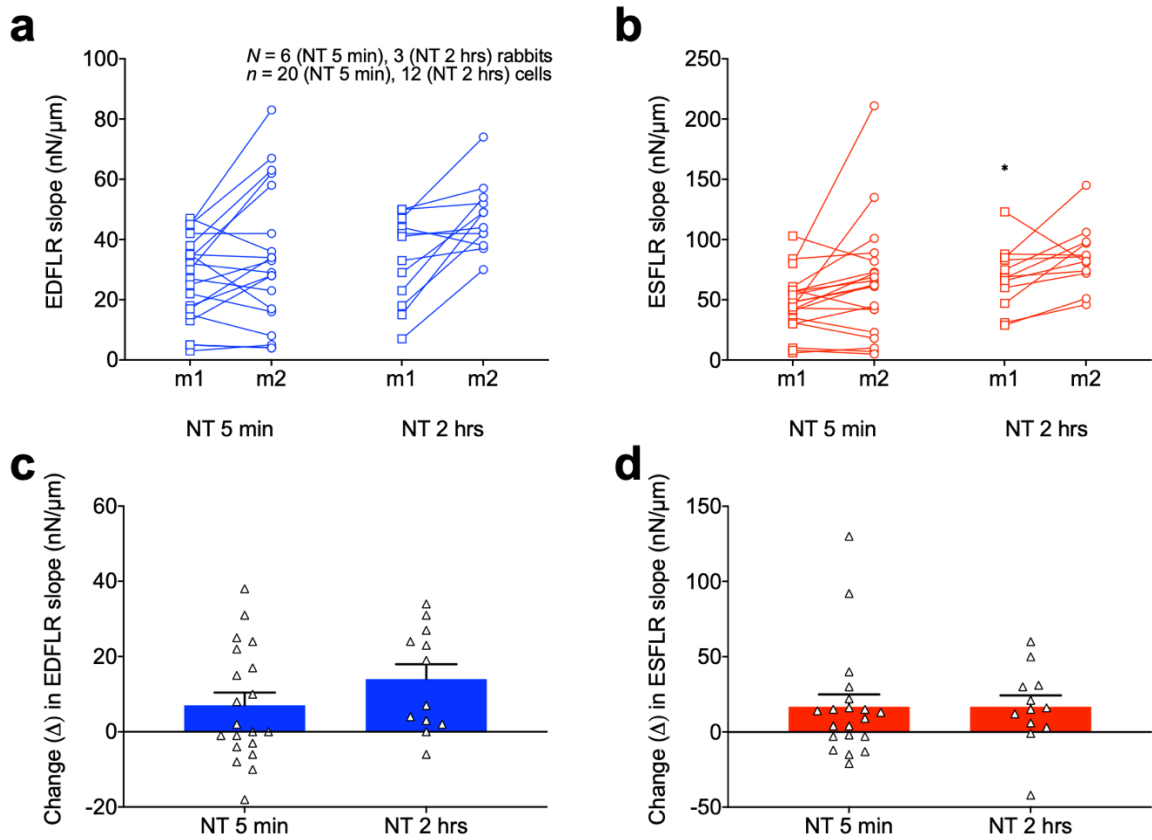 a
N = 6 (NT 5 min), 3 (NT 2 hrs) rabbits
n = 20 (NT 5 min), 12 (NT 2 hrs) cells
EDFLR slope (nN/µm)
100
80
60
40
20
0
m1 m2 m1 m2
NT 5 min NT 2 hrs
b
ESFLR slope (nN/µm)
250
200
150
100
50
0
*
m1 m2 m1 m2
NT 5 min NT 2 hrs
c
Change (Δ) in EDFLR slope (nN/µm)
60
40
20
0
-20
NT 5 min NT 2 hrs
d
Change (Δ) in ESFLR slope (nN/µm)
150
100
50
0
-50
NT 5 min NT 2 hrs